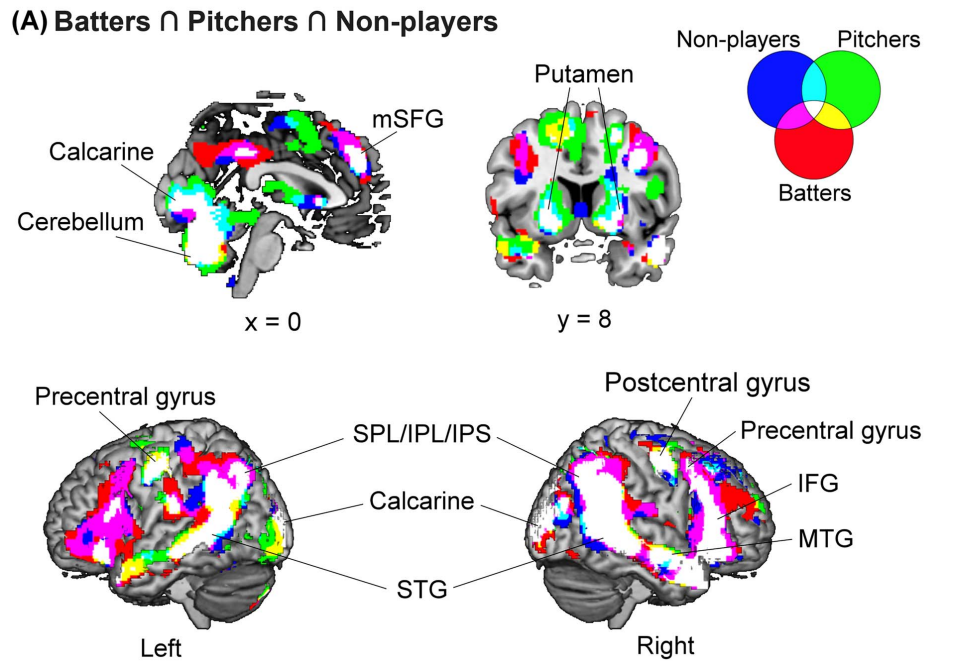 (A) Batters ∩ Pitchers ∩ Non-players
Non-players Pitchers
Batters
Putamen
mSFG
Calcarine
Cerebellum
x = 0
y = 8
Precentral gyrus
Postcentral gyrus
SPL/IPL/IPS
Precentral gyrus
IFG
Calcarine
MTG
STG
Left
Right